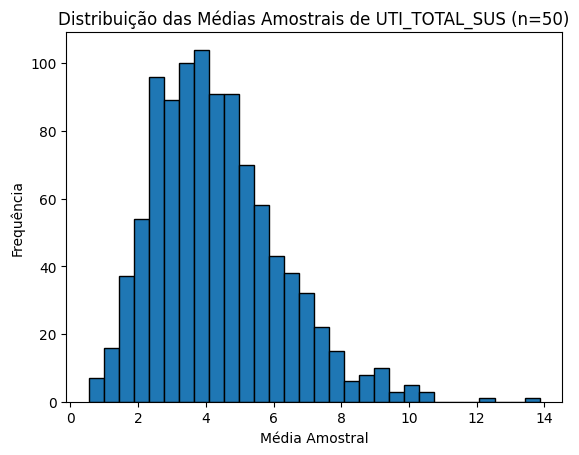 Distribuição das Médias Amostrais de UTI_TOTAL_SUS (n=50)
100
80
60
40
20
0
Frequência
0 2 4 6 8 10 12 14
Média Amostral